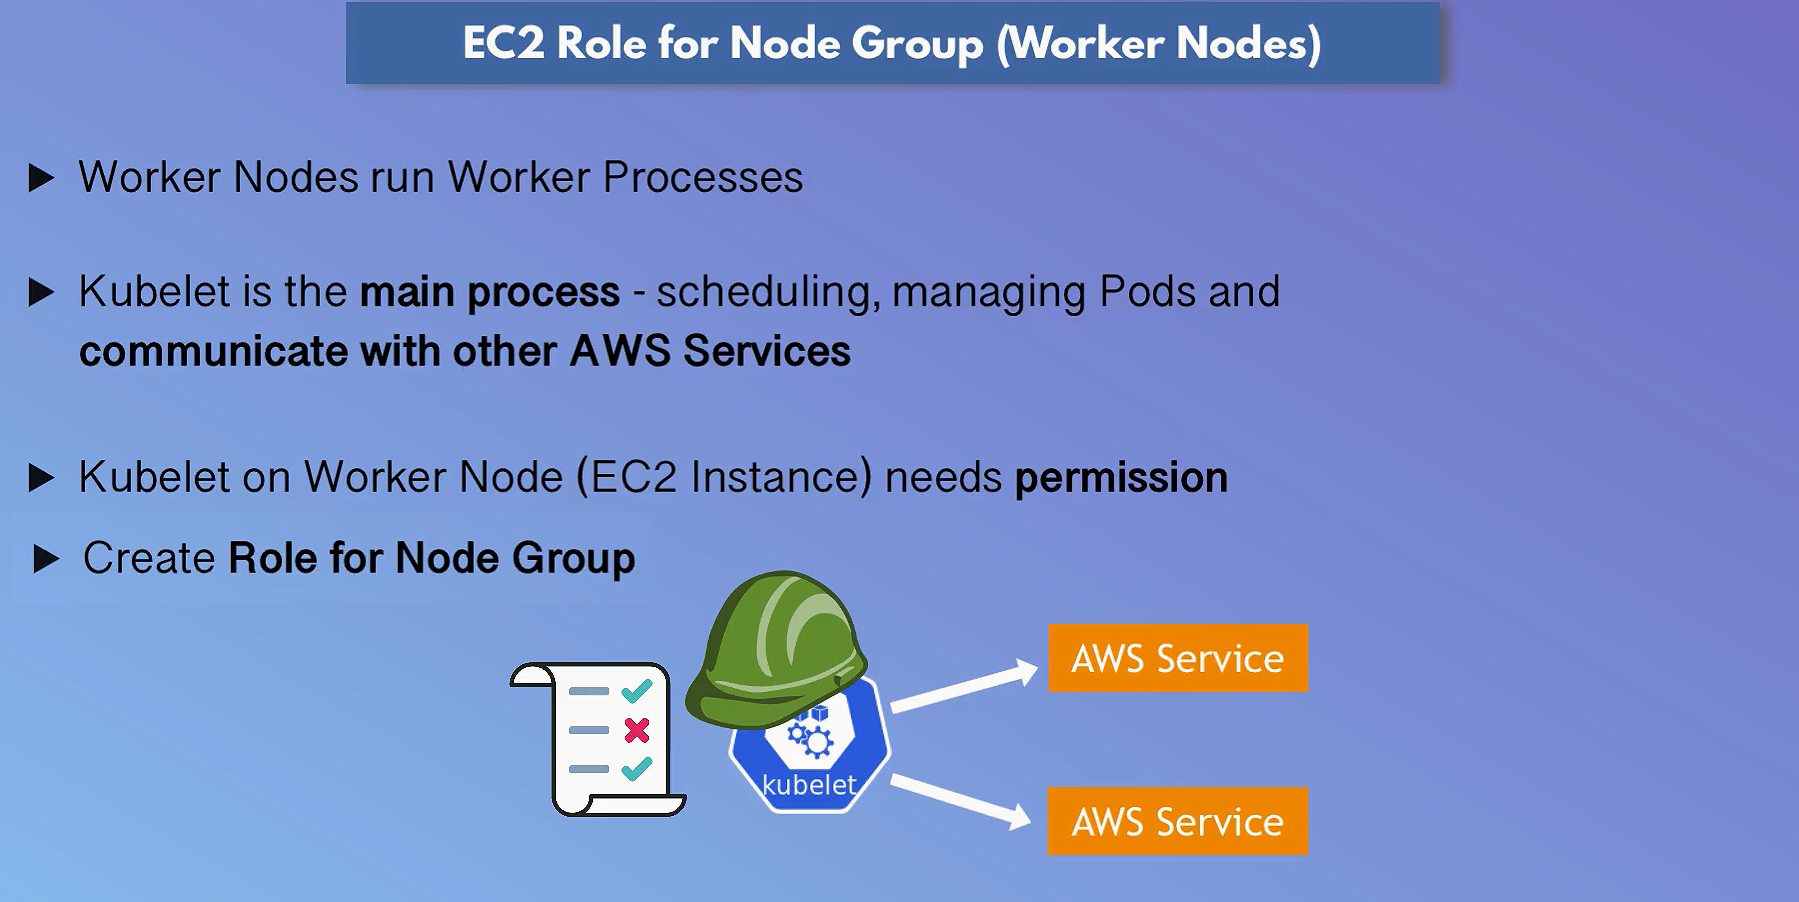 EC2 Role for Node Group (Worker Nodes)
Worker Nodes run Worker Processes
Kubelet is the main process - scheduling, managing Pods and
communicate with other AWS Services
Kubelet on Worker Node (EC2 Instance) needs permission
Create Role for Node Group
kubelet
AWS Service
AWS Service